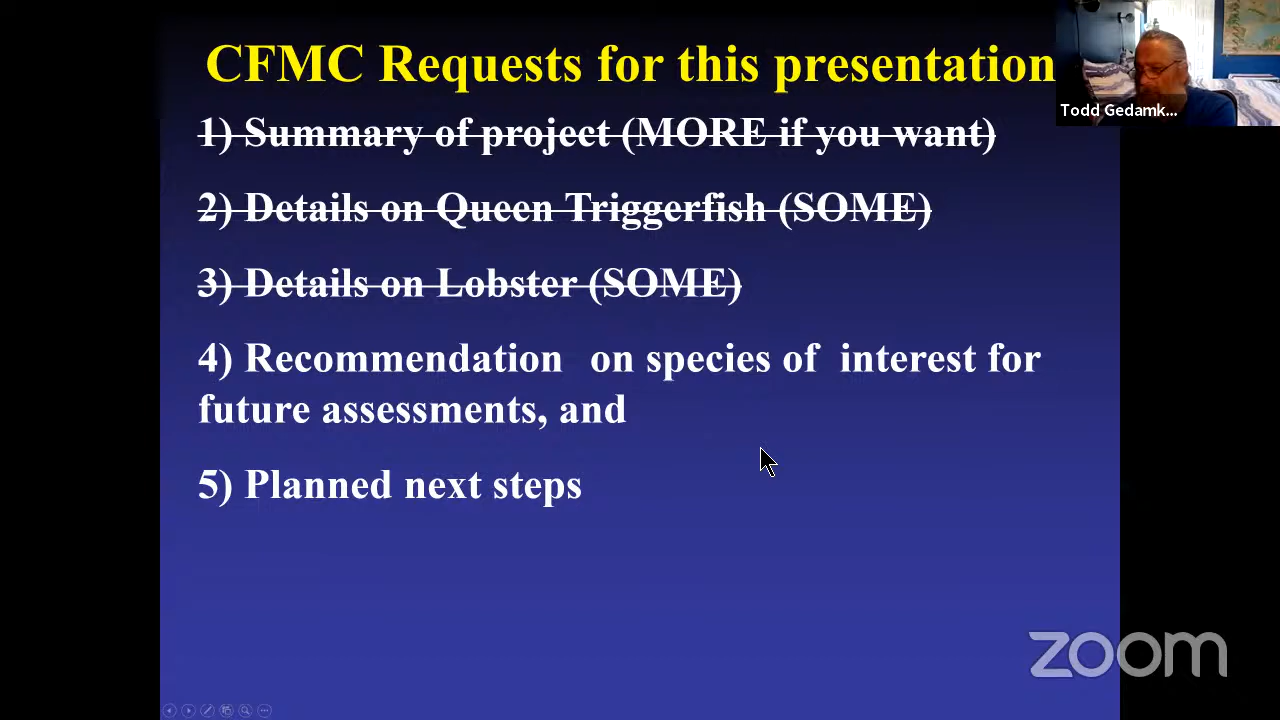 CFMC Requests for this presentation
Todd Gedamk...
1) Summary of project (MORE if you want)
2) Details on Queen Triggerfish (SOME)
3) Details on Lobster (SOME)
4) Recommendation on species of interest for
future assessments, and
5) Planned next steps
zoom